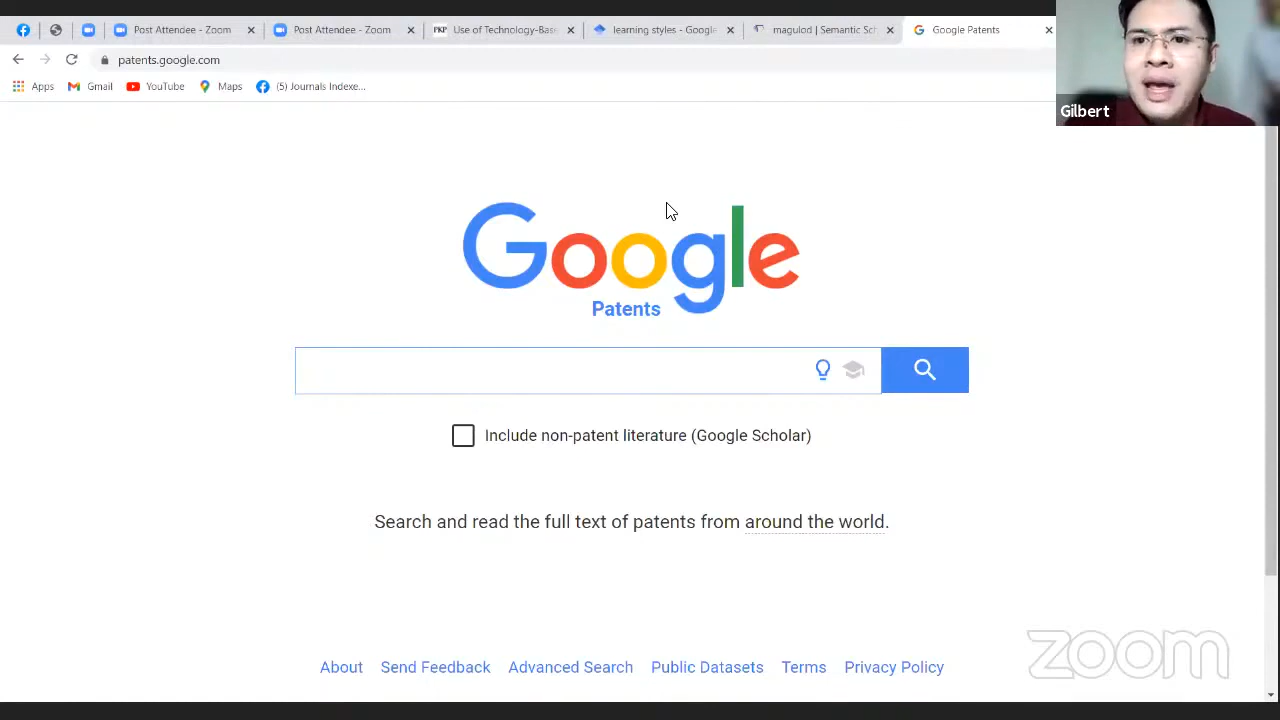 Post Attendee - Zoom
Post Attendee - Zoom
PKP
Use of Technology-Bas
learning styles - Google
magulod | Semantic Sc
Google Patents
patents.google.com
Apps
Gmail
YouTube
Maps
(5) Journals Indexe...
Gilbert
Google
Patents
Include non-patent literature (Google Scholar)
Search and read the full text of patents from around the world.
About
Send Feedback
Advanced Search
Public Datasets
Terms
Privacy Policy
zoom